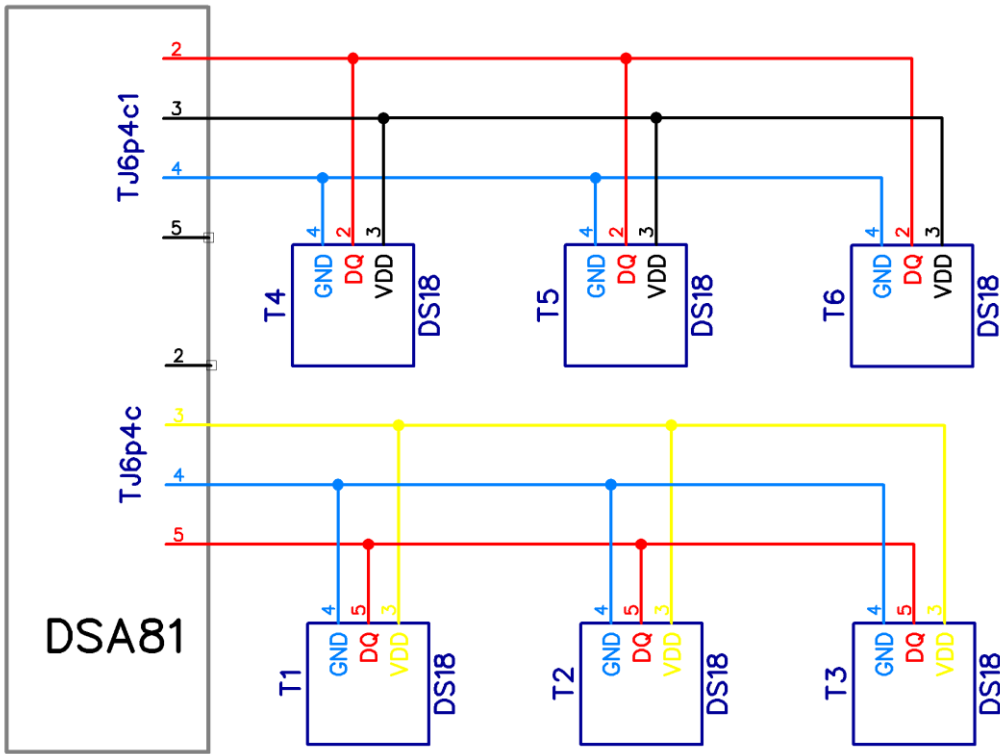 2
3
TJ6p4c1
4
5
4 2 3
GND DQ VDD
T4
DS18
4 2 3
GND DQ VDD
T5
DS18
4 2 3
GND DQ VDD
T6
DS18
2
3
TJ6p4c
4
5
DSA81
4 5 3
GND DQ VDD
T1
DS18
4 5 3
GND DQ VDD
T2
DS18
4 5 3
GND DQ VDD
T3
DS18